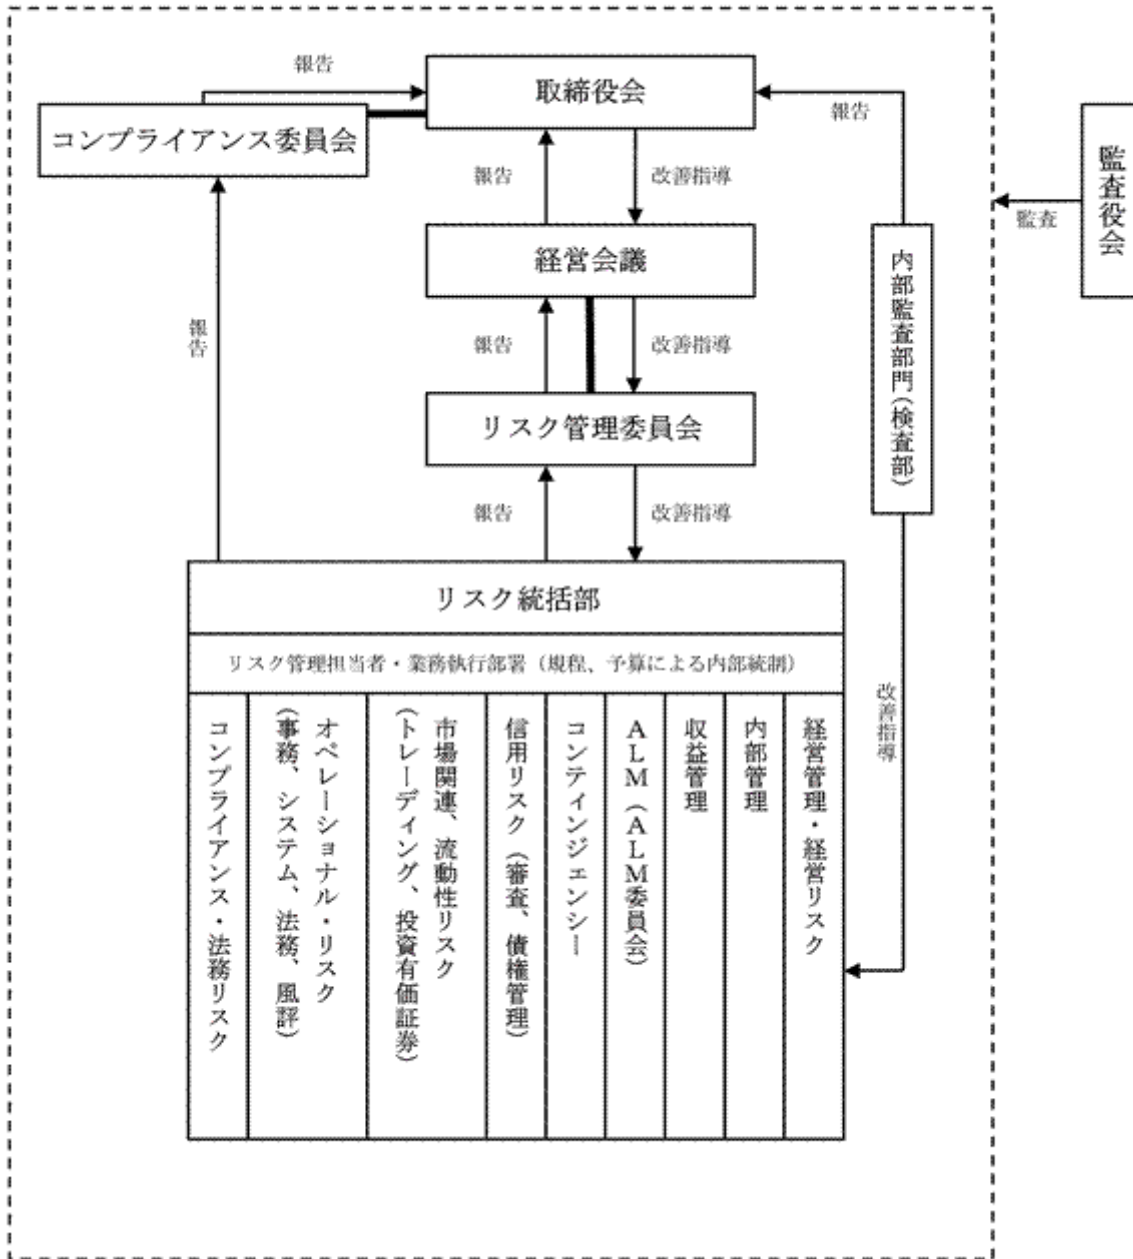 報告
取締役会
報告
コンプライアンス委員会
監査役会
監査
報告
改善指導
経営会議
内部監査部門(検査部)
報告
報告
改善指導
リスク管理委員会
報告
改善指導
リスク統括部
リスク管理担当者・業務執行部署(規程、予算による内部統制)
改善指導
コンプライアンス・法務リスク
オペレーショナル・リスク
(事務、システム、法務、風評)
市場関連、流動性リスク
(トレーディング、投資有価証券)
信用リスク(審査、債権管理)
コンティンジェンシー
ALM(ALM委員会)
収益管理
内部管理
経営管理・経営リスク